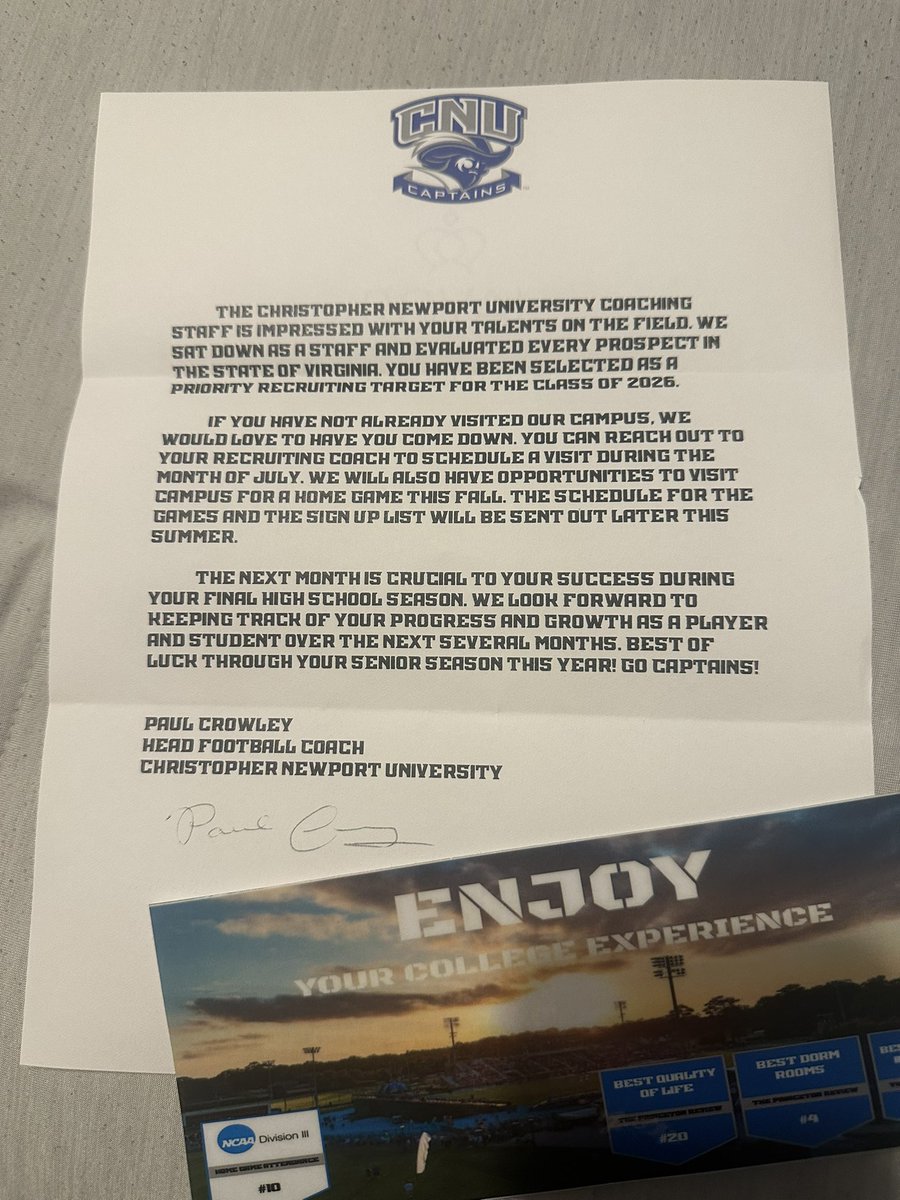 CNU
CAPTAINS
THE CHRISTOPHER NEWPORT UNIVERSITY COACHING
STAFF IS IMPRESSED WITH YOUR TALENTS ON THE FIELD. WE
SAT DOWN AS A STAFF AND EVALUATED EVERY PROSPECT IN
THE STATE OF VIRGINIA. YOU HAVE BEEN SELECTED AS A
PRIORITY RECRUITING TARGET FOR THE CLASS OF 2026.
IF YOU HAVE NOT ALREADY VISITED OUR CAMPUS, WE
WOULD LOVE TO HAVE YOU COME DOWN. YOU CAN REACH OUT TO
YOUR RECRUITING COACH TO SCHEDULE A VISIT DURING THE
MONTH OF JULY. WE WILL ALSO HAVE OPPORTUNITIES TO VISIT
CAMPUS FOR A HOME GAME THIS FALL. THE SCHEDULE FOR THE
GAMES AND THE SIGN UP LIST WILL BE SENT OUT LATER THIS
SUMMER.
THE NEXT MONTH IS CRUCIAL TO YOUR SUCCESS DURING
YOUR FINAL HIGH SCHOOL SEASON. WE LOOK FORWARD TO
KEEPING TRACK OF YOUR PROGRESS AND GROWTH AS A PLAYER
AND STUDENT OVER THE NEXT SEVERAL MONTHS. BEST OF
LUCK THROUGH YOUR SENIOR SEASON THIS YEAR! GO CAPTAINS!
PAUL CROWLEY
HEAD FOOTBALL COACH
CHRISTOPHER NEWPORT UNIVERSITY
Paul
ENJOY
YOUR COLLEGE EXPERIENCE
BEST QUALITY
OF LIFE
THE PRINCETON REVIEW
#20
BEST DORM
ROOMS
THE PRINCETON REVIEW
#4
NCAA Division III
HOME GAME ATTENDANCE
#10